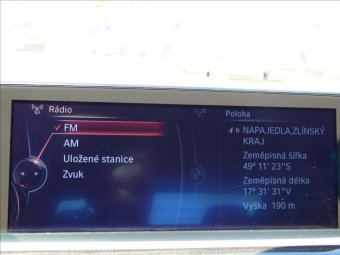 Rádio
✓ FM
AM
Uložené stanice
Zvuk
Poloha
N NAPAJEDLA,ZLÍNSKÝ
KRAJ
Zeměpisná šířka
49° 11' 23"S
Zeměpisná délka
17° 31' 31"V
Výška 190 m